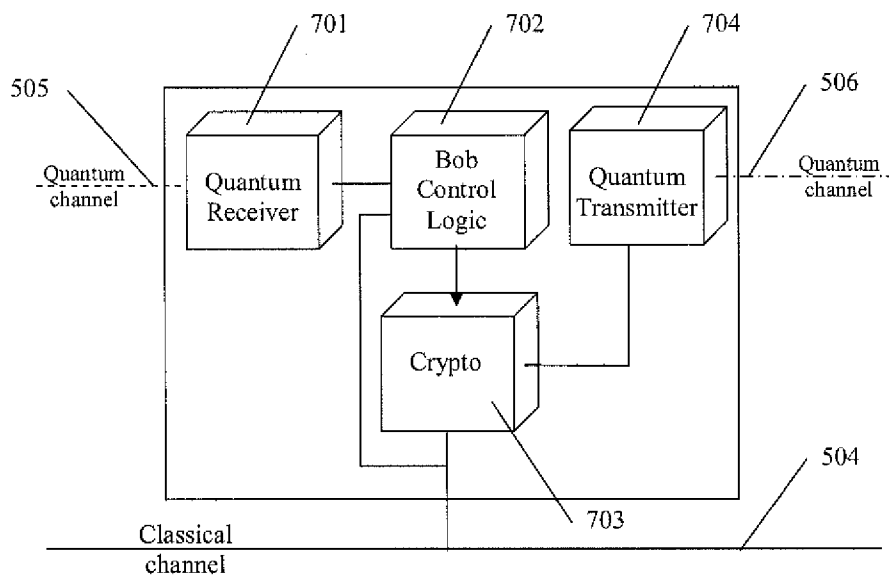 701
702
704
505
506
Quantum
channel
Quantum
Receiver
Bob
Control
Logic
Quantum
Transmitter
Quantum
channel
Crypto
504
703
Classical
channel